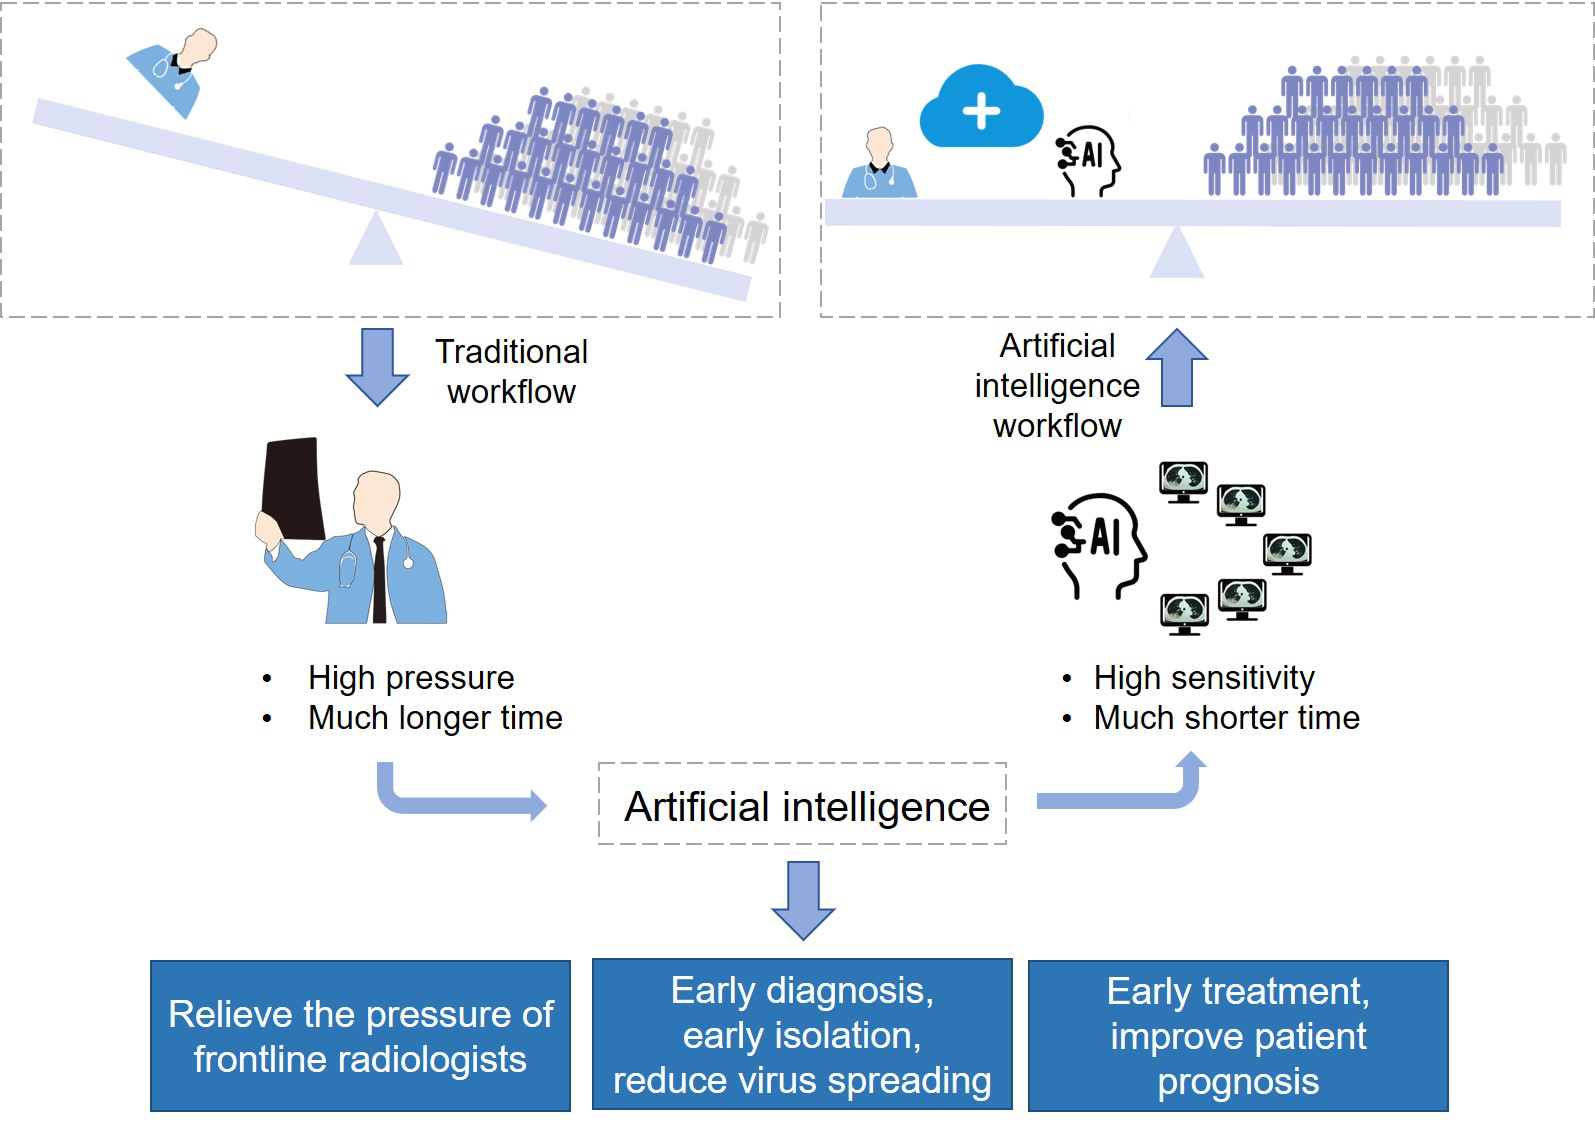 AI
Traditional
workflow
Artificial
intelligence
workflow
AI
• High pressure
• Much longer time
• High sensitivity
• Much shorter time
Artificial intelligence
Relieve the pressure of
frontline radiologists
Early diagnosis,
early isolation,
reduce virus spreading
Early treatment,
improve patient
prognosis